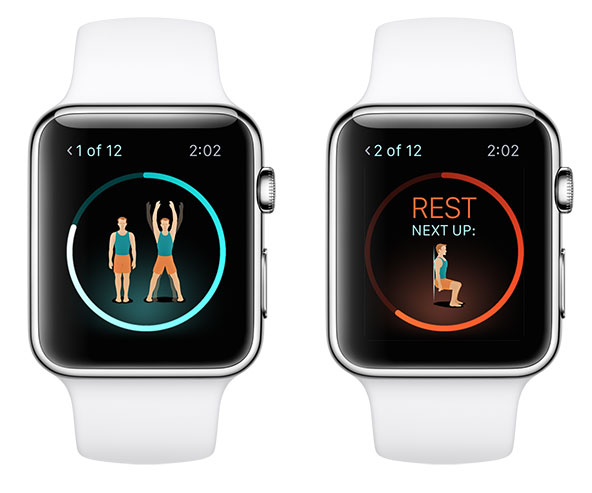 <1 of 12 2:02
<2 of 12 2:02
REST
NEXT UP: